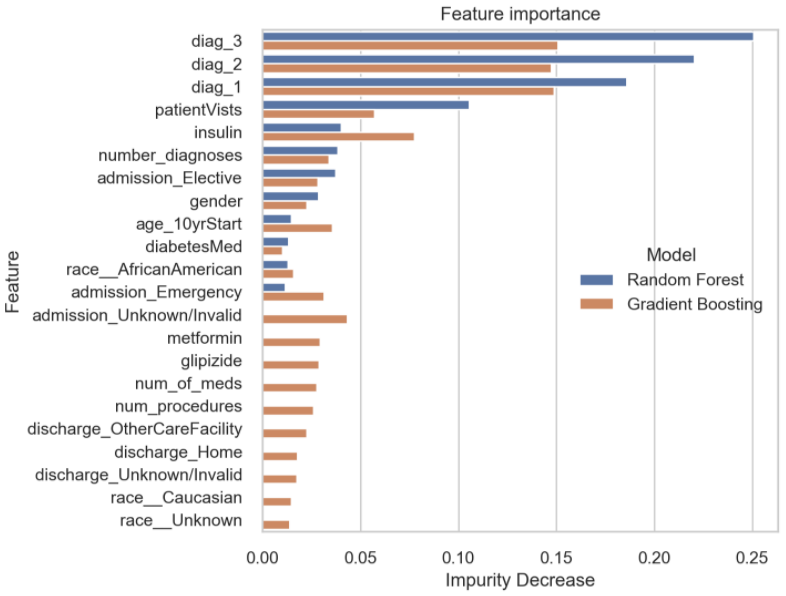 Feature importance
diag_3
diag_2
diag_1
patientVists
insulin
number_diagnoses
admission_Elective
gender
age_10yrStart
diabetesMed
race__AfricanAmerican
admission_Emergency
admission_Unknown/Invalid
metformin
glipizide
num_of_meds
num_procedures
discharge_OtherCareFacility
discharge_Home
discharge_Unknown/Invalid
race__Caucasian
race__Unknown
Feature
Model
Random Forest
Gradient Boosting
0.00 0.05 0.10 0.15 0.20 0.25
Impurity Decrease